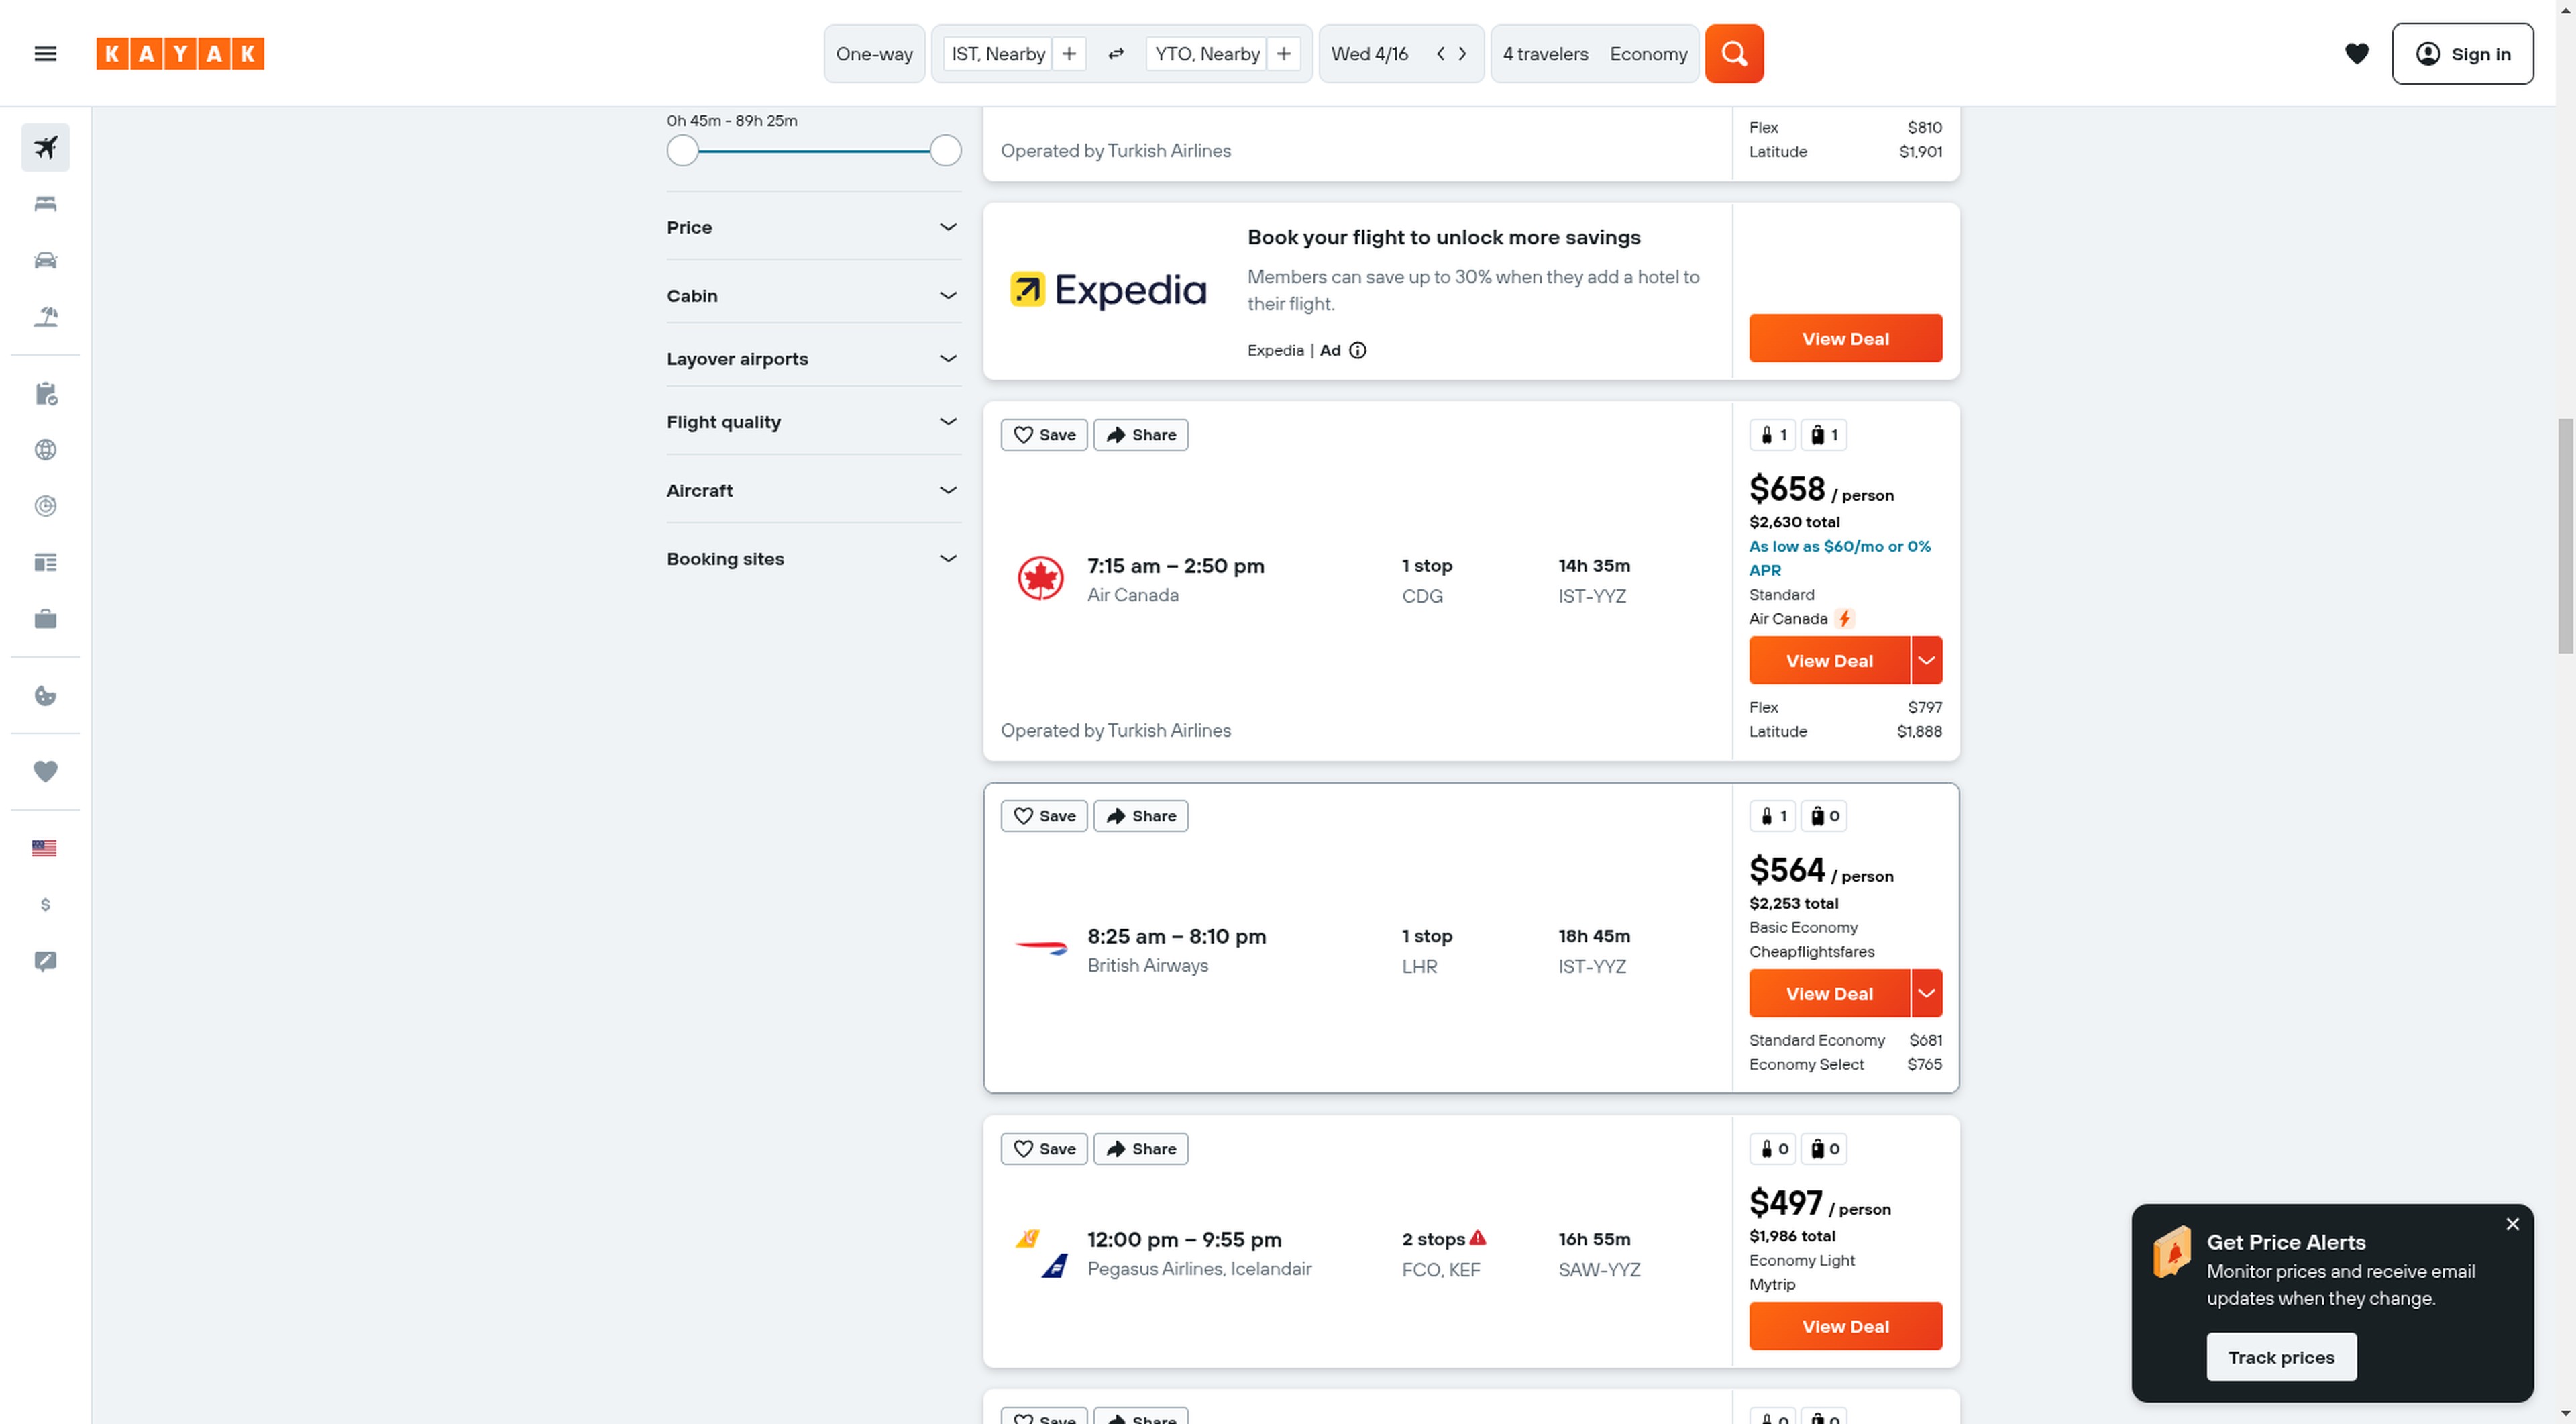 KAYAK
One-way
IST, Nearby
YTO, Nearby
Wed 4/16
4 travelers Economy
Sign in
0h 45m - 89h 25m
Price
Cabin
Layover airports
Flight quality
Aircraft
Booking sites
$
Operated by Turkish Airlines
Flex $810
Latitude $1,901
Expedia
Book your flight to unlock more savings
Members can save up to 30% when they add a hotel to
their flight.
Expedia | Ad
View Deal
Save
Share
7:15 am – 2:50 pm
Air Canada
1 stop
CDG
14h 35m
IST-YYZ
Operated by Turkish Airlines
1 1
$658 / person
$2,630 total
As low as $60/mo or 0%
APR
Standard
Air Canada
View Deal
Flex $797
Latitude $1,888
Save
Share
8:25 am – 8:10 pm
British Airways
1 stop
LHR
18h 45m
IST-YYZ
1 0
$564 / person
$2,253 total
Basic Economy
Cheapflightsfares
View Deal
Standard Economy $681
Economy Select $765
Save
Share
12:00 pm – 9:55 pm
Pegasus Airlines, Icelandair
2 stops
FCO, KEF
16h 55m
SAW-YYZ
0 0
$497 / person
$1,986 total
Economy Light
Mytrip
View Deal
Save
Share
0 0
Get Price Alerts
Monitor prices and receive email
updates when they change.
Track prices